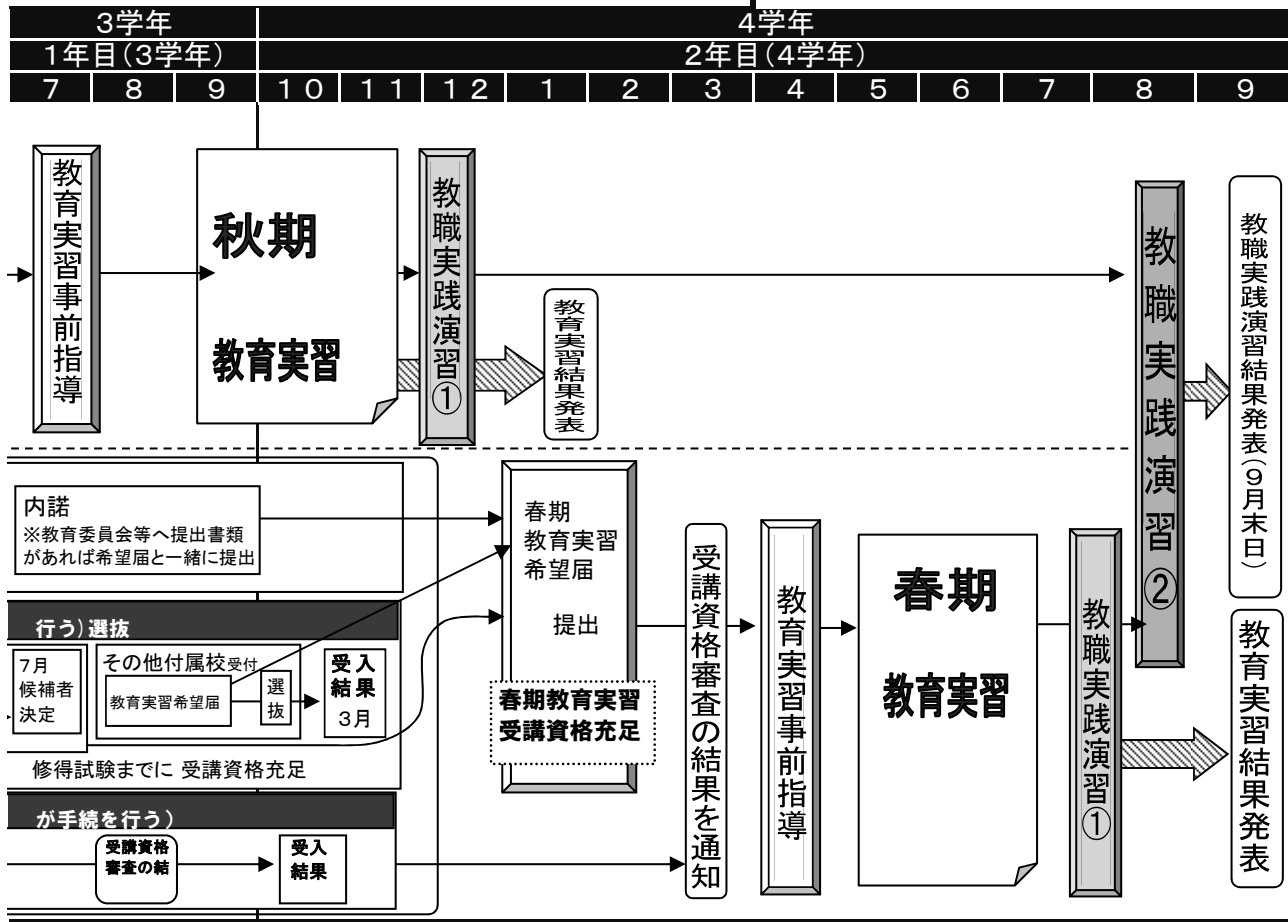 3学年 4学年
1年目(3学年) 2年目(4学年)
7 8 9 10 11 12 1 2 3 4 5 6 7 8 9
教育実習事前指導
秋期
教育実習
教職実践演習①
教育実習結果発表
教職実践演習②
教職実践演習結果発表(9月末日)
内諾
※教育委員会等へ提出書類
があれば希望届と一緒に提出
行う)選抜
7月
候補者
決定
その他付属校受付
教育実習希望届
選抜
受入
結果
3月
修得試験までに 受講資格充足
が手続を行う)
受講資格
審査の結
受入
結果
春期
教育実習
希望届
提出
春期教育実習
受講資格充足
受講資格審査の結果を通知
教育実習事前指導
春期
教育実習
教職実践演習①
教育実習結果発表